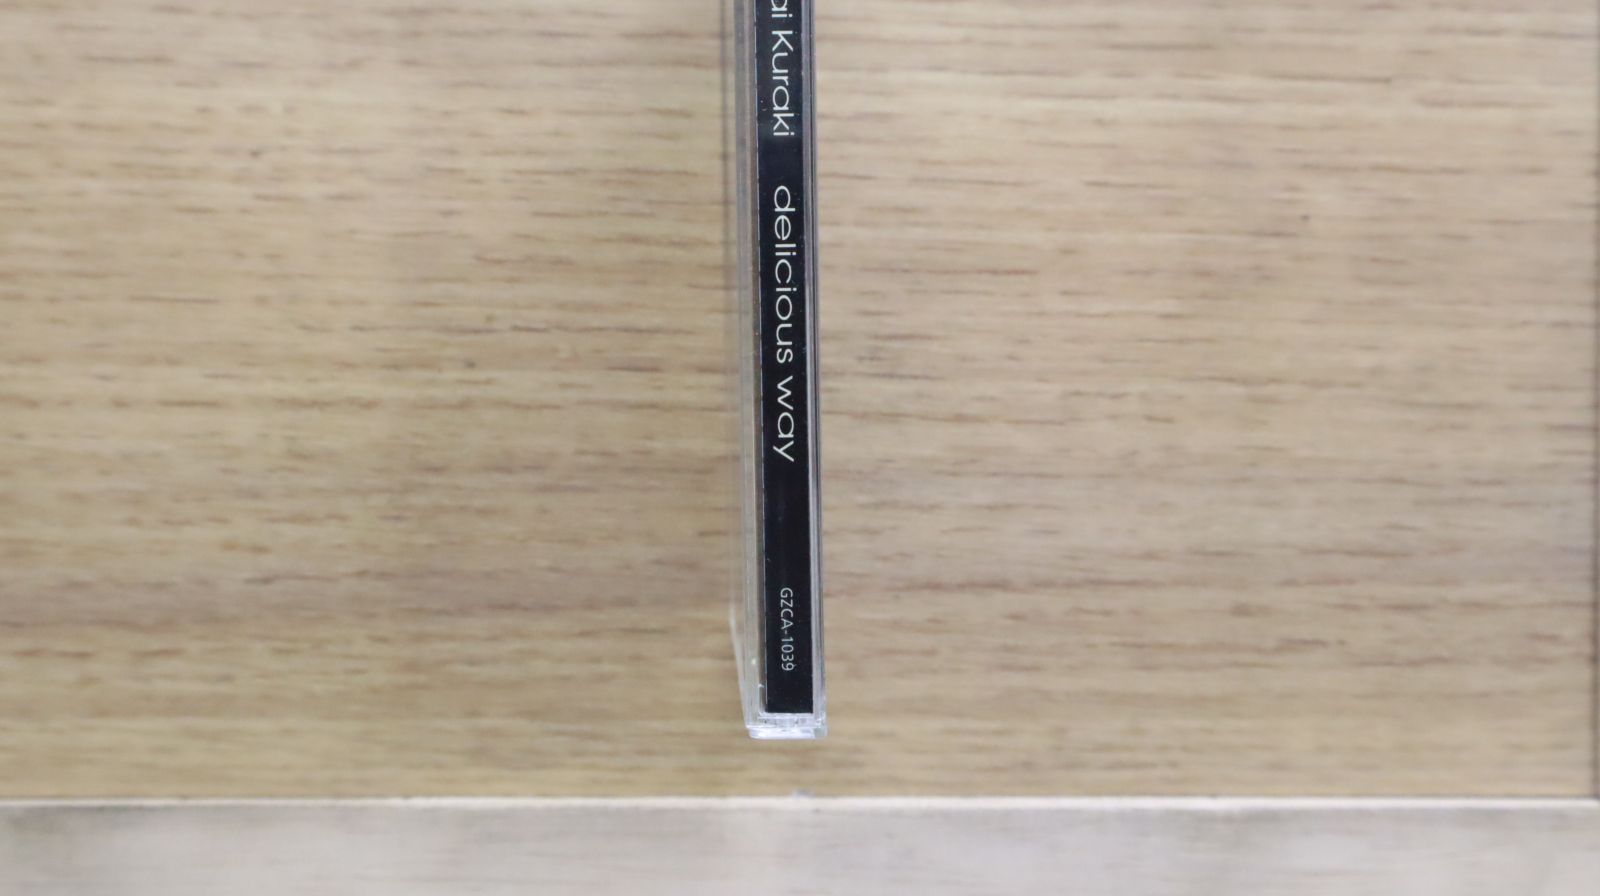 ai Kuraki delicious way
GZCA-1039